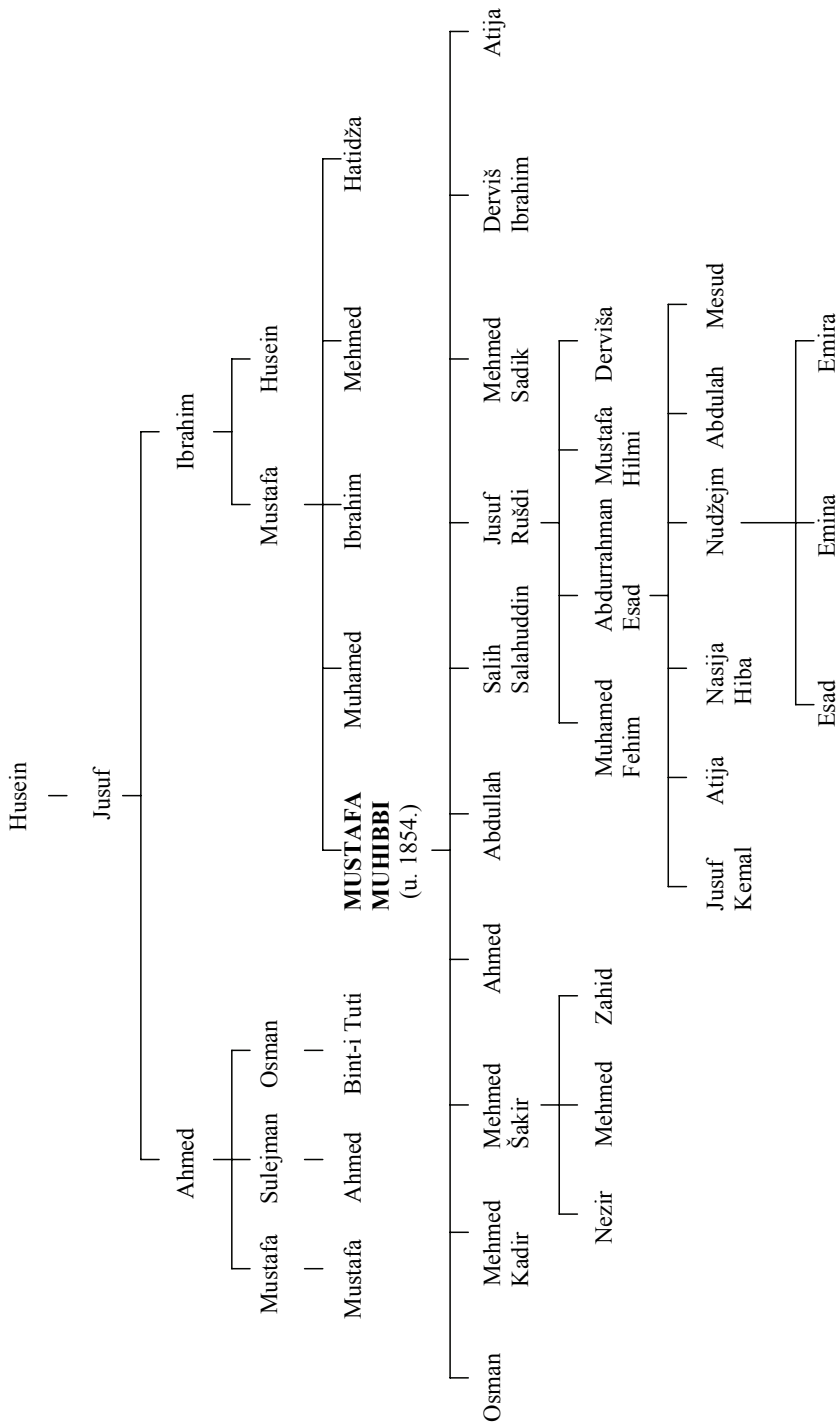 Husein
Jusuf
Ahmed
Ibrahim
Mustafa
Sulejman
Osman
Mustafa
Husein
Mustafa
Ahmed
Bint-i Tuti
MUSTAFA
MUHIBBI
(u. 1854.)
Muhamed
Ibrahim
Mehmed
Hatidža
Osman
Mehmed
Kadir
Mehmed
Šakir
Ahmed
Abdullah
Salih
Salahuddin
Jusuf
Rušdi
Mehmed
Sadik
Derviš
Ibrahim
Atija
Nezir
Mehmed
Zahid
Muhamed
Fehim
Abdurrahman
Esad
Mustafa
Hilmi
Derviša
Jusuf
Kemal
Atija
Nasija
Hiba
Nudžejm
Abdulah
Mesud
Esad
Emina
Emira